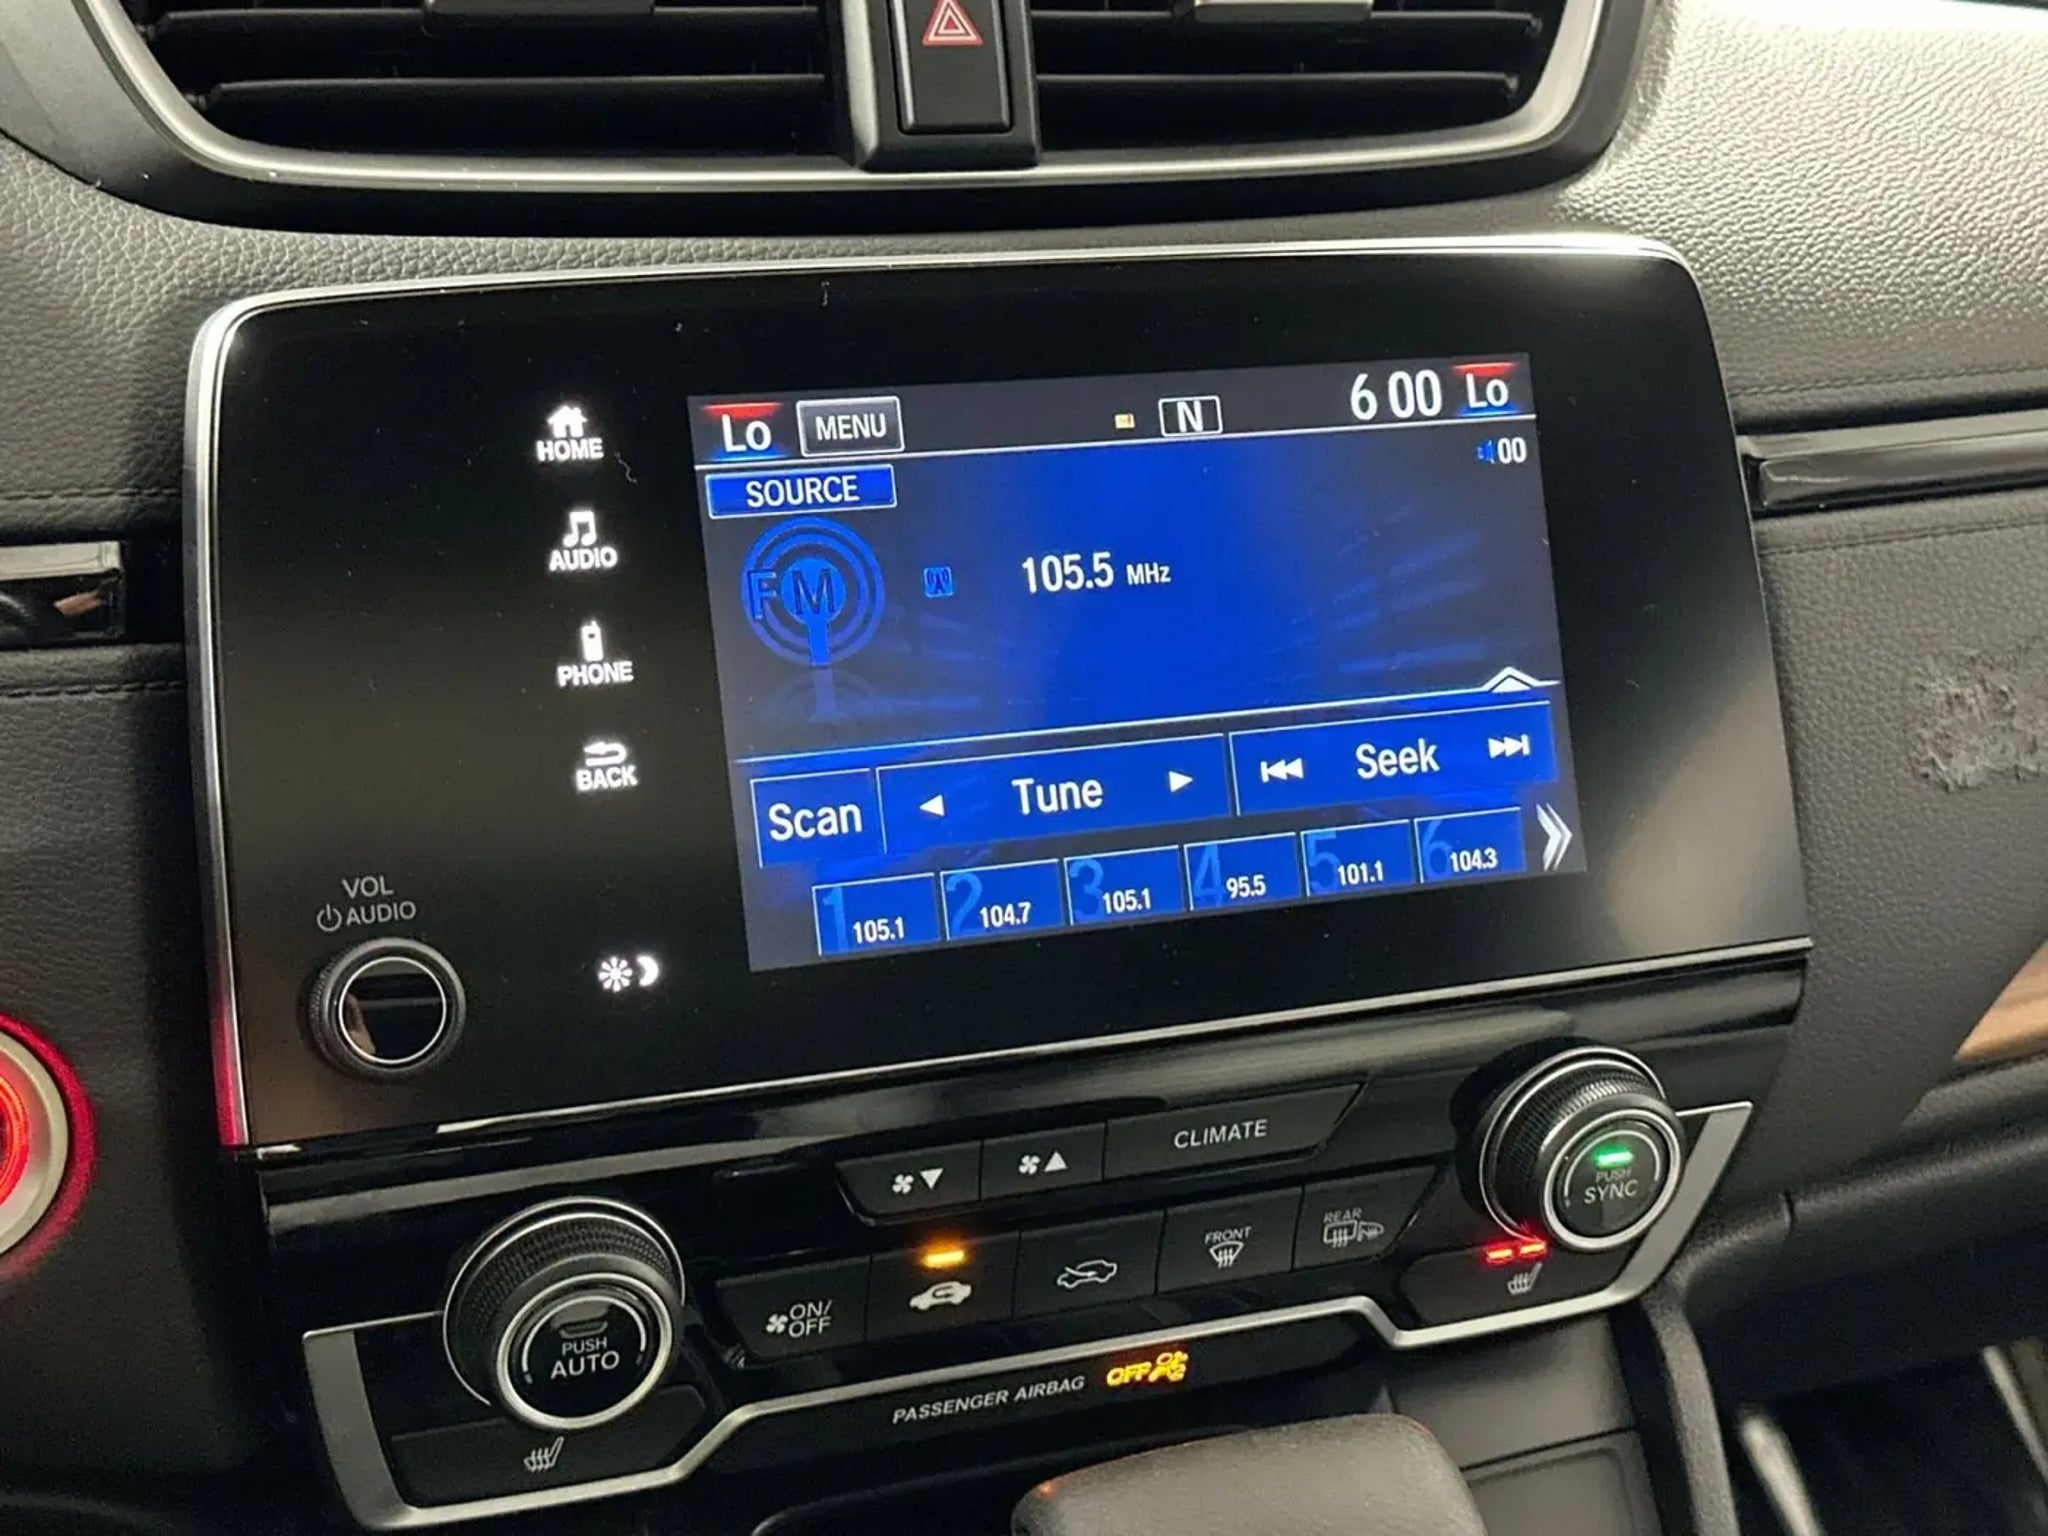 Lo MENU N 6 00 Lo
00
HOME
SOURCE
AUDIO
FM 105.5 MHz
PHONE
BACK
Scan Tune Seek
1 105.1 2 104.7 3 105.1 4 95.5 5 101.1 6 104.3
VOL
AUDIO
CLIMATE
PUSH
SYNC
ON/
OFF
FRONT
REAR
PUSH
AUTO
PASSENGER AIRBAG OFF